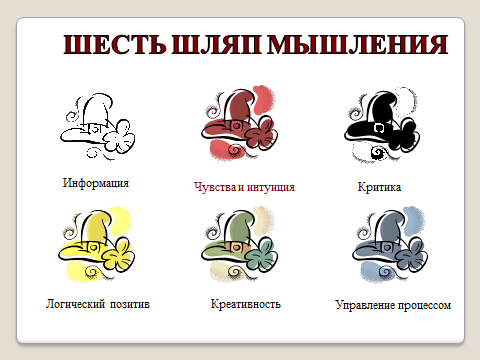 ШЕСТЬ ШЛЯП МЫШЛЕНИЯ
Информация
Чувства и интуиция
Критика
Логический позитив
Креативность
Управление процессом